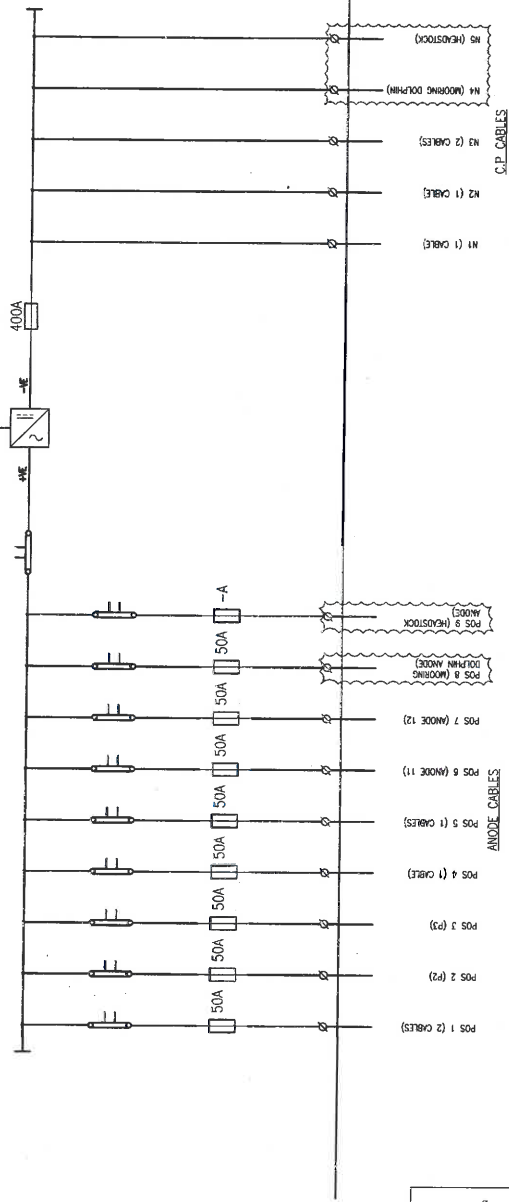 N5 (HEADSTOCK)
N4 (MOORING DOLPHIN)
N3 (2 CABLES)
N2 (1 CABLE)
N1 (1 CABLE)
C.P CABLES
400A
-VE
+VE
-A
50A
50A
50A
50A
50A
50A
50A
50A
POS 9 (HEADSTOCK
ANODE)
POS 8 (MOORING
DOLPHIN ANODE)
POS 7 (ANODE 12)
POS 6 (ANODE 11)
POS 5 (1 CABLES)
POS 4 (1 CABLE)
POS 3 (P3)
POS 2 (P2)
POS 1 (2 CABLES)
ANODE CABLES